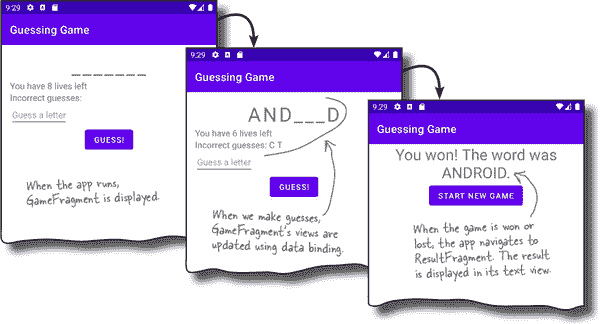 9:29
Guessing Game
_ _ _ _ _ _ _
You have 8 lives left
Incorrect guesses:
Guess a letter
GUESS!
When the app runs,
GameFragment is displayed.
9:29
Guessing Game
AND_ _ _D
You have 6 lives left
Incorrect guesses: C T
Guess a letter
GUESS!
When we make guesses,
GameFragment's views are
updated using data binding.
9:29
Guessing Game
You won! The word was
ANDROID.
START NEW GAME
When the game is won or
lost, the app navigates to
ResultFragment. The result
is displayed in its text view.